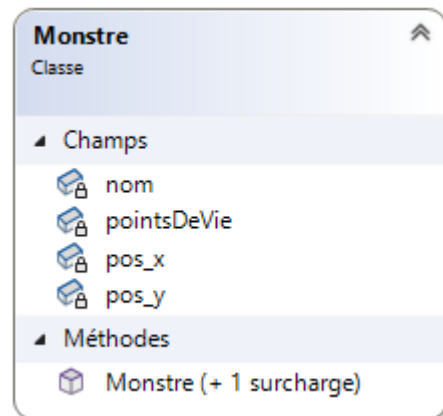 Monstre
Classe
Champs
nom
pointsDeVie
pos_x
pos_y
Méthodes
Monstre (+ 1 surcharge)